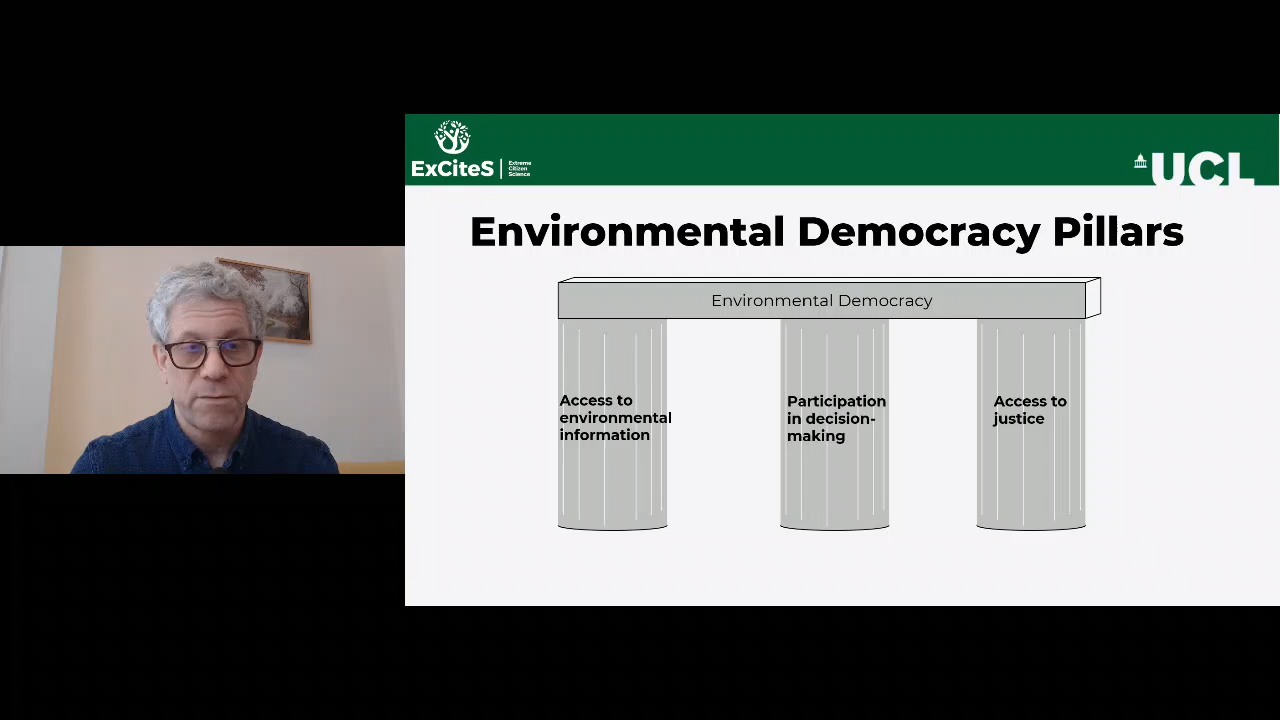 ExCiteS
Extreme
Citizen
Science
UCL
Environmental Democracy Pillars
Environmental Democracy
Access to
environmental
information
Participation
in decision-
making
Access to
justice